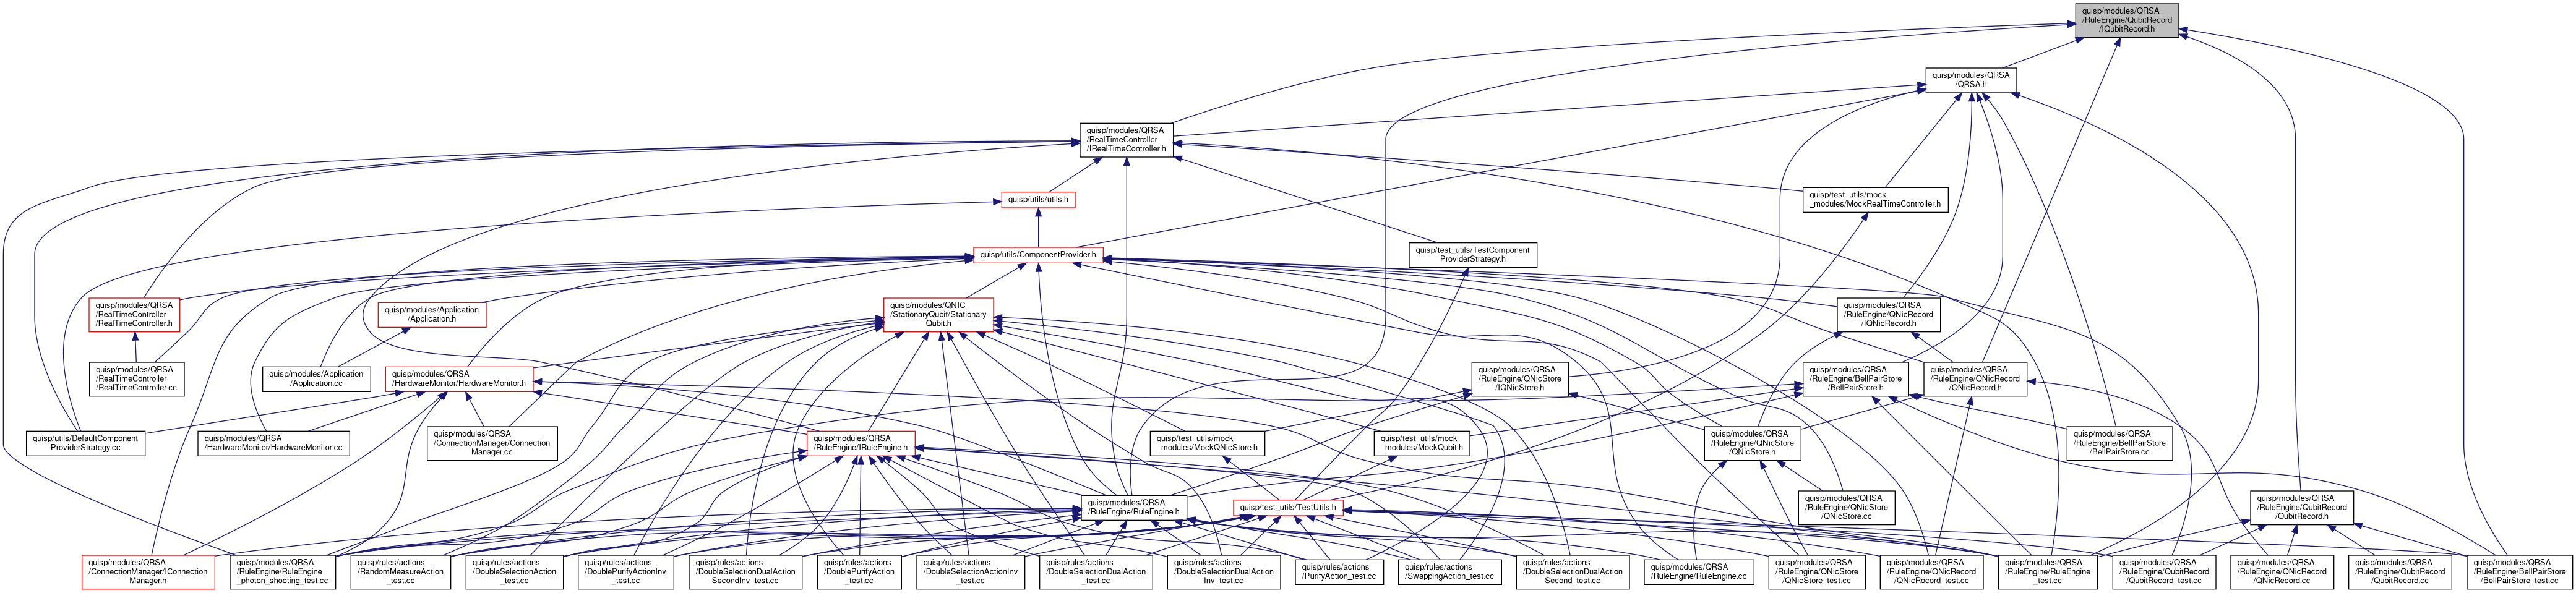 quisp/modules/QRSA
/RuleEngine/QubitRecord
/IQubitRecord.h
quisp/modules/QRSA
/QRSA.h
quisp/modules/QRSA
/RealTimeController
/IRealTimeController.h
quisp/utils/utils.h
quisp/test_utils/mock
_modules/MockRealTimeController.h
quisp/utils/ComponentProvider.h
quisp/test_utils/TestComponent
ProviderStrategy.h
quisp/modules/QRSA
/RealTimeController
/RealTimeController.h
quisp/modules/Application
/Application.h
quisp/modules/QNIC
/StationaryQubit/Stationary
Qubit.h
quisp/modules/QRSA
/RuleEngine/QNicRecord
/IQNicRecord.h
quisp/modules/QRSA
/RealTimeController
/RealTimeController.cc
quisp/modules/Application
/Application.cc
quisp/modules/QRSA
/HardwareMonitor/HardwareMonitor.h
quisp/modules/QRSA
/RuleEngine/QNicStore
/IQNicStore.h
quisp/modules/QRSA
/RuleEngine/BellPairStore
/BellPairStore.h
quisp/modules/QRSA
/RuleEngine/QNicRecord
/QNicRecord.h
quisp/utils/DefaultComponent
ProviderStrategy.cc
quisp/modules/QRSA
/HardwareMonitor/HardwareMonitor.cc
quisp/modules/QRSA
/ConnectionManager/Connection
Manager.cc
quisp/modules/QRSA
/RuleEngine/IRuleEngine.h
quisp/test_utils/mock
_modules/MockQNicStore.h
quisp/test_utils/mock
_modules/MockQubit.h
quisp/modules/QRSA
/RuleEngine/QNicStore
/QNicStore.h
quisp/modules/QRSA
/RuleEngine/BellPairStore
/BellPairStore.cc
quisp/modules/QRSA
/RuleEngine/RuleEngine.h
quisp/test_utils/TestUtils.h
quisp/modules/QRSA
/RuleEngine/QNicStore
/QNicStore.cc
quisp/modules/QRSA
/RuleEngine/QubitRecord
/QubitRecord.h
quisp/modules/QRSA
/ConnectionManager/IConnection
Manager.h
quisp/modules/QRSA
/RuleEngine/RuleEngine
_photon_shooting_test.cc
quisp/rules/actions
/RandomMeasureAction
_test.cc
quisp/rules/actions
/DoubleSelectionAction
_test.cc
quisp/rules/actions
/DoublePurifyActionInv
_test.cc
quisp/rules/actions
/DoubleSelectionDualAction
SecondInv_test.cc
quisp/rules/actions
/DoublePurifyAction
_test.cc
quisp/rules/actions
/DoubleSelectionActionInv
_test.cc
quisp/rules/actions
/DoubleSelectionDualAction
_test.cc
quisp/rules/actions
/DoubleSelectionDualAction
Inv_test.cc
quisp/rules/actions
/PurifyAction_test.cc
quisp/rules/actions
/SwappingAction_test.cc
quisp/rules/actions
/DoubleSelectionDualAction
Second_test.cc
quisp/modules/QRSA
/RuleEngine/RuleEngine.cc
quisp/modules/QRSA
/RuleEngine/QNicStore
/QNicStore_test.cc
quisp/modules/QRSA
/RuleEngine/QNicRecord
/QNicRocord_test.cc
quisp/modules/QRSA
/RuleEngine/RuleEngine
_test.cc
quisp/modules/QRSA
/RuleEngine/QubitRecord
/QubitRecord_test.cc
quisp/modules/QRSA
/RuleEngine/QNicRecord
/QNicRecord.cc
quisp/modules/QRSA
/RuleEngine/QubitRecord
/QubitRecord.cc
quisp/modules/QRSA
/RuleEngine/BellPairStore
/BellPairStore_test.cc